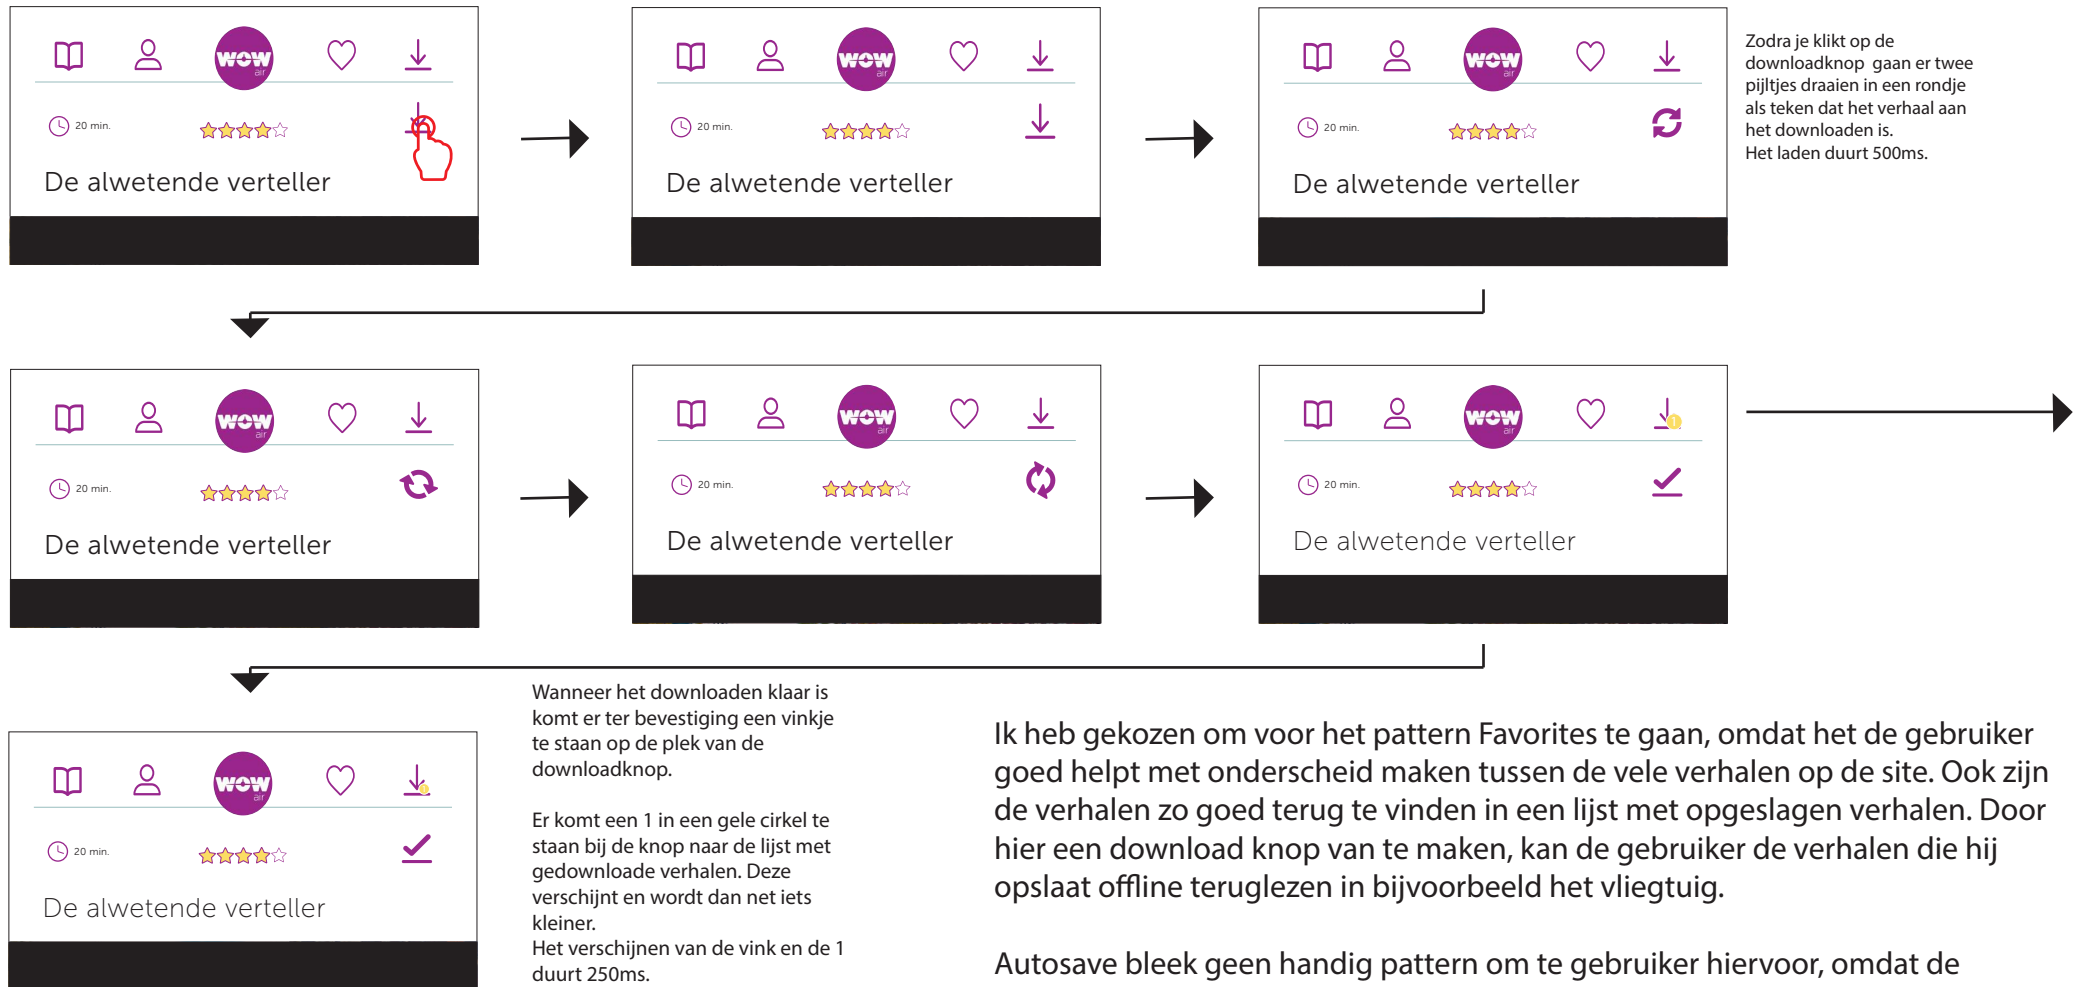 WOW
air
20 min.
De alwetende verteller
WOW
air
20 min.
De alwetende verteller
WOW
air
20 min.
De alwetende verteller
Zodra je klikt op de
downloadknop gaan er twee
pijltjes draaien in een rondje
als teken dat het verhaal aan
het downloaden is.
Het laden duurt 500ms.
WOW
air
20 min.
De alwetende verteller
WOW
air
20 min.
De alwetende verteller
WOW
air
1
20 min.
De alwetende verteller
WOW
air
1
20 min.
De alwetende verteller
Wanneer het downloaden klaar is
komt er ter bevestiging een vinkje
te staan op de plek van de
downloadknop.
Er komt een 1 in een gele cirkel te
staan bij de knop naar de lijst met
gedownloade verhalen. Deze
verschijnt en wordt dan net iets
kleiner.
Het verschijnen van de vink en de 1
duurt 250ms.
Ik heb gekozen om voor het pattern Favorites te gaan, omdat het de gebruiker
goed helpt met onderscheid maken tussen de vele verhalen op de site. Ook zijn
de verhalen zo goed terug te vinden in een lijst met opgeslagen verhalen. Door
hier een download knop van te maken, kan de gebruiker de verhalen die hij
opslaat offline teruglezen in bijvoorbeeld het vliegtuig.
Autosave bleek geen handig pattern om te gebruiker hiervoor, omdat de